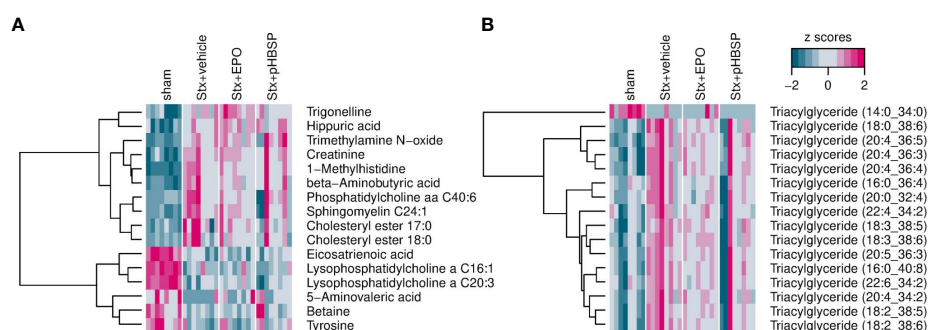 A
B
sham
Stx+vehicle
Stx+EPO
Stx+pHBSP
Trigonelline
Hippuric acid
Trimethylamine N−oxide
Creatinine
1−Methylhistidine
beta−Aminobutyric acid
Phosphatidylcholine aa C40:6
Sphingomyelin C24:1
Cholesteryl ester 17:0
Cholesteryl ester 18:0
Eicosatrienoic acid
Lysophosphatidylcholine a C16:1
Lysophosphatidylcholine a C20:3
5−Aminovaleric acid
Betaine
Tyrosine
sham
Stx+vehicle
Stx+EPO
Stx+pHBSP
z scores
−2 0 2
Triacylglyceride (14:0_34:0)
Triacylglyceride (18:0_38:6)
Triacylglyceride (20:4_36:5)
Triacylglyceride (20:4_36:3)
Triacylglyceride (20:4_36:4)
Triacylglyceride (16:0_36:4)
Triacylglyceride (20:0_32:4)
Triacylglyceride (22:4_34:2)
Triacylglyceride (18:3_38:5)
Triacylglyceride (18:3_38:6)
Triacylglyceride (20:5_36:3)
Triacylglyceride (16:0_40:8)
Triacylglyceride (22:6_34:2)
Triacylglyceride (20:4_34:2)
Triacylglyceride (18:2_38:5)
Triacylglyceride (18:2_38:6)